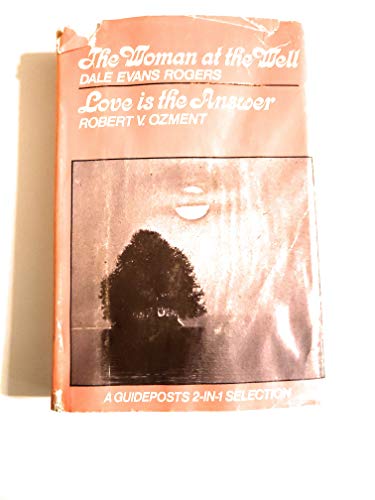 The Woman at the Well
DALE EVANS ROGERS
Love is the Answer
ROBERT V. OZMENT
A GUIDEPOSTS 2-IN-1 SELECTION